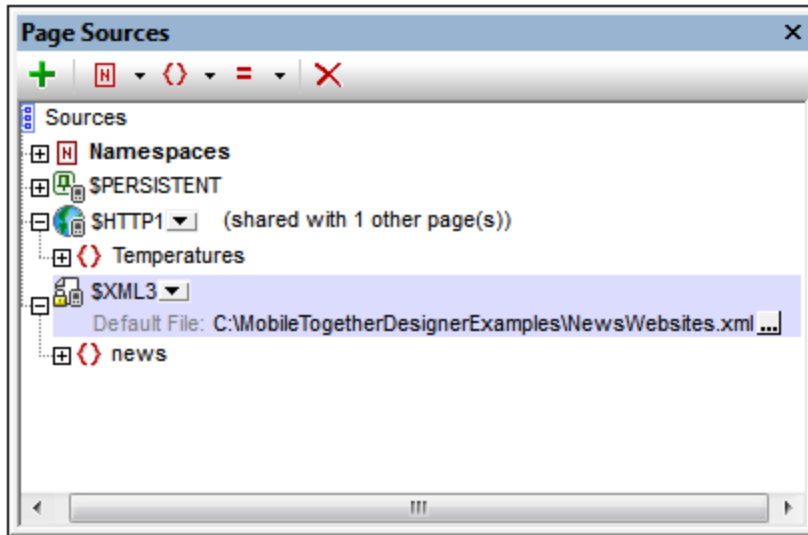 Page Sources
Sources
Namespaces
$PERSISTENT
$HTTP1 (shared with 1 other page(s))
Temperatures
$XML3
Default File: C:\MobileTogetherDesignerExamples\NewsWebsites.xml ...
news